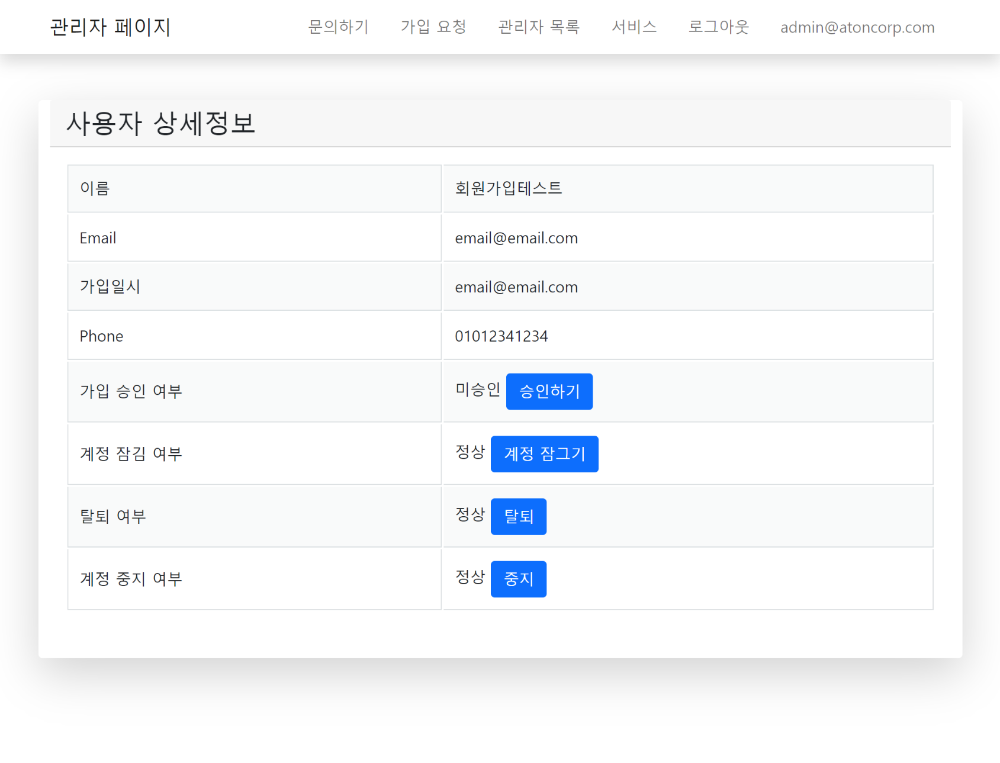 관리자 페이지 문의하기 가입 요청 관리자 목록 서비스 로그아웃 admin@atoncorp.com
사용자 상세정보
이름 회원가입테스트
Email email@email.com
가입일시 email@email.com
Phone 01012341234
가입 승인 여부 미승인 승인하기
계정 잠김 여부 정상 계정 잠그기
탈퇴 여부 정상 탈퇴
계정 중지 여부 정상 중지